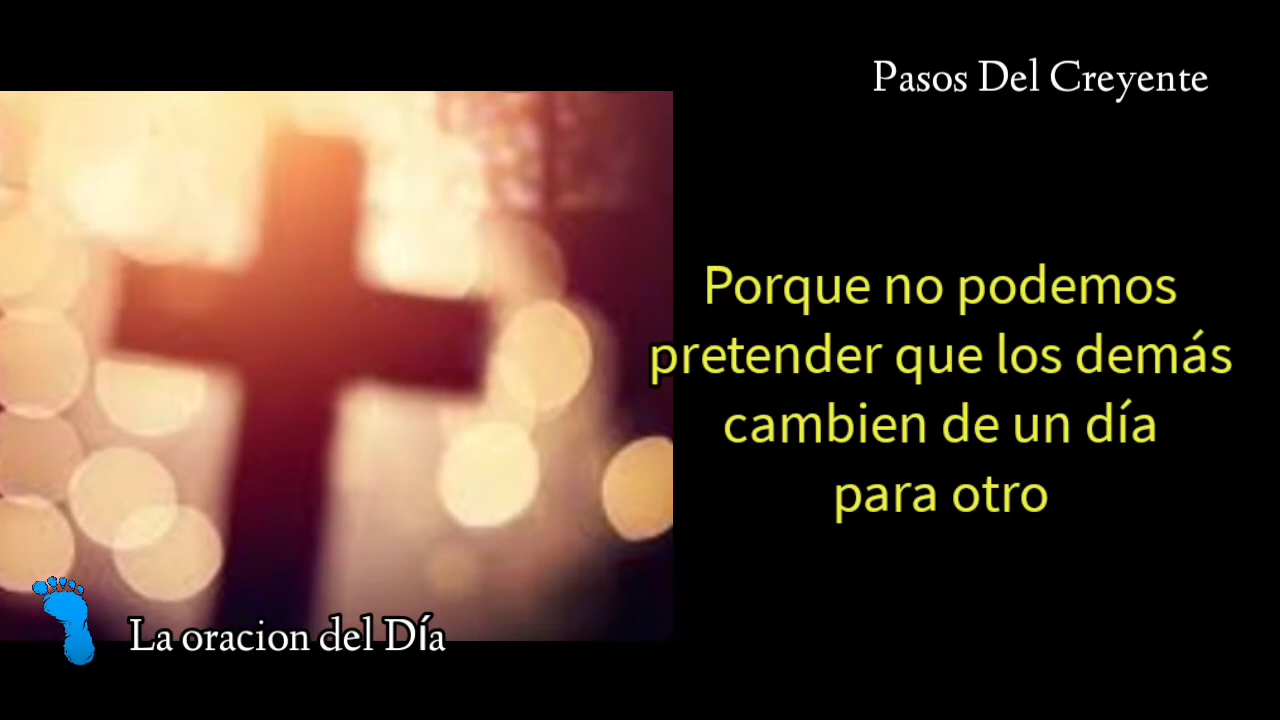 Pasos Del Creyente
Porque no podemos
pretender que los demás
cambien de un día
para otro
La oracion del Día